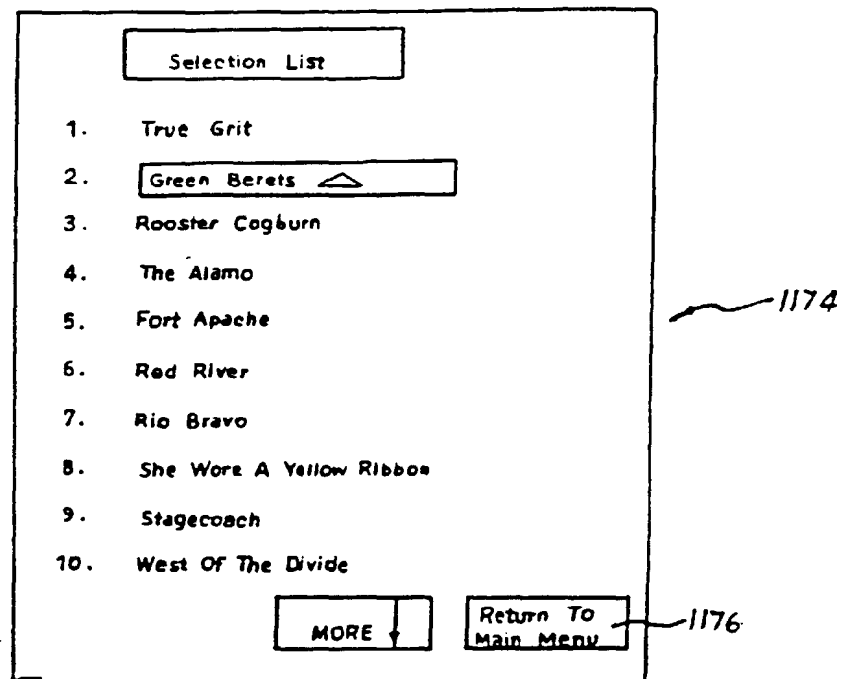 Selection List
1. True Grit
2. Green Berets
3. Rooster Cogburn
4. The Alamo
5. Fort Apache
6. Red River
7. Rio Bravo
8. She Wore A Yellow Ribbon
9. Stagecoach
10. West Of The Divide
MORE
Return To
Main Menu
1174
1176